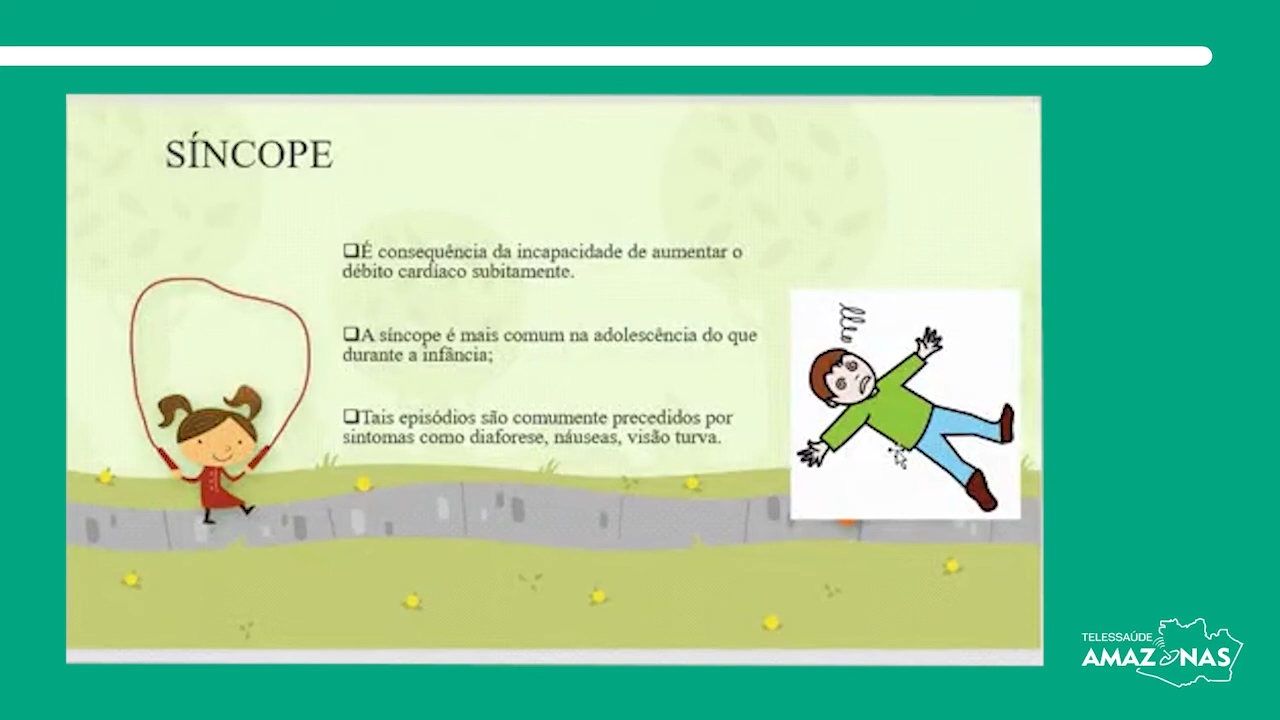 SÍNCOPE
❑É consequência da incapacidade de aumentar o
débito cardíaco subitamente.
❑A síncope é mais comum na adolescência do que
durante a infância;
❑Tais episódios são comumente precedidos por
sintomas como diaforese, náuseas, visão turva.
TELESSAÚDE
AMAZONAS